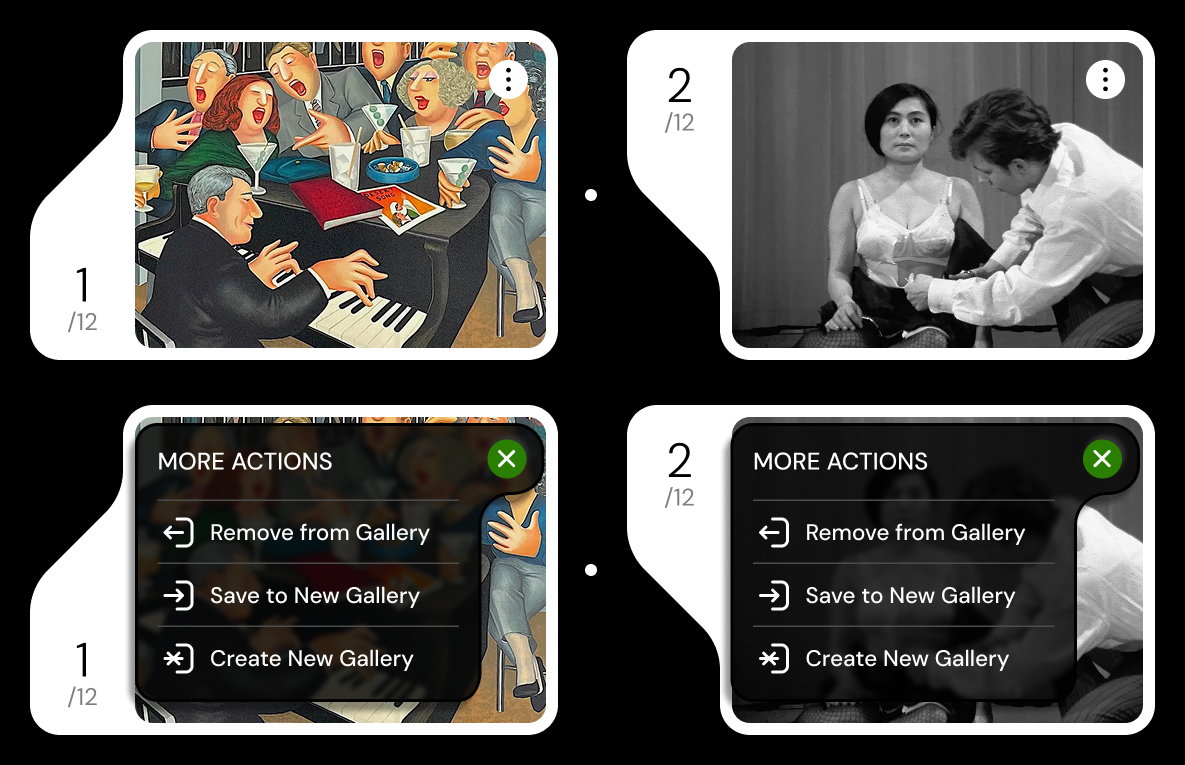 1
/12
2
/12
MORE ACTIONS
Remove from Gallery
Save to New Gallery
Create New Gallery
1
/12
2
/12
MORE ACTIONS
Remove from Gallery
Save to New Gallery
Create New Gallery